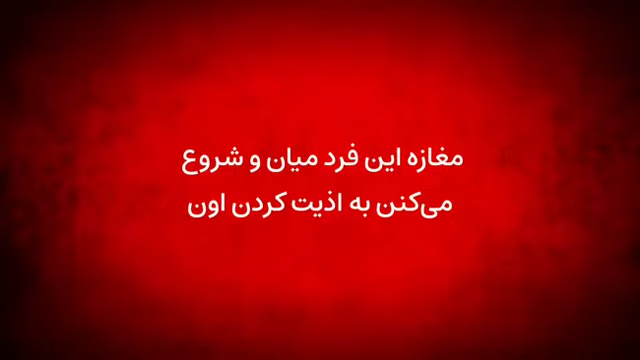 مغازه این فرد میان و شروع
می‌کنن به اذیت کردن اون